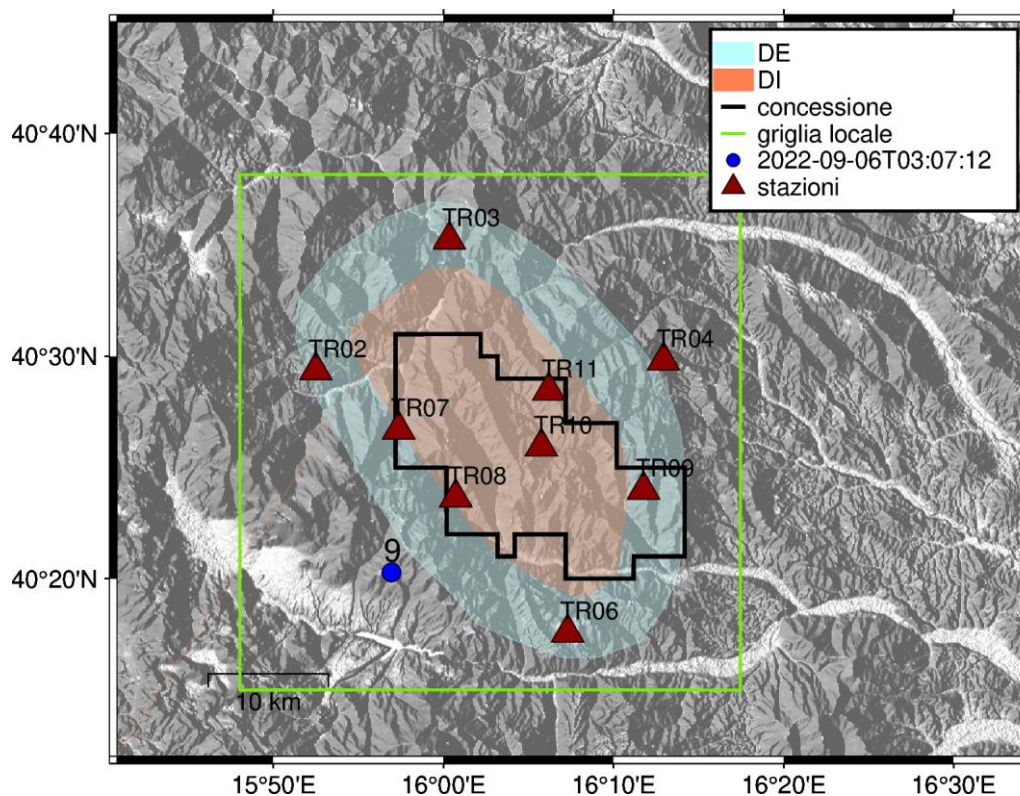 DE
DI
concessione
griglia locale
2022-09-06T03:07:12
stazioni
40°40'N
40°30'N
40°20'N
TR03
TR02
TR04
TR11
TR07
TR10
TR08
TR09
9
TR06
10 km
15°50'E
16°00'E
16°10'E
16°20'E
16°30'E